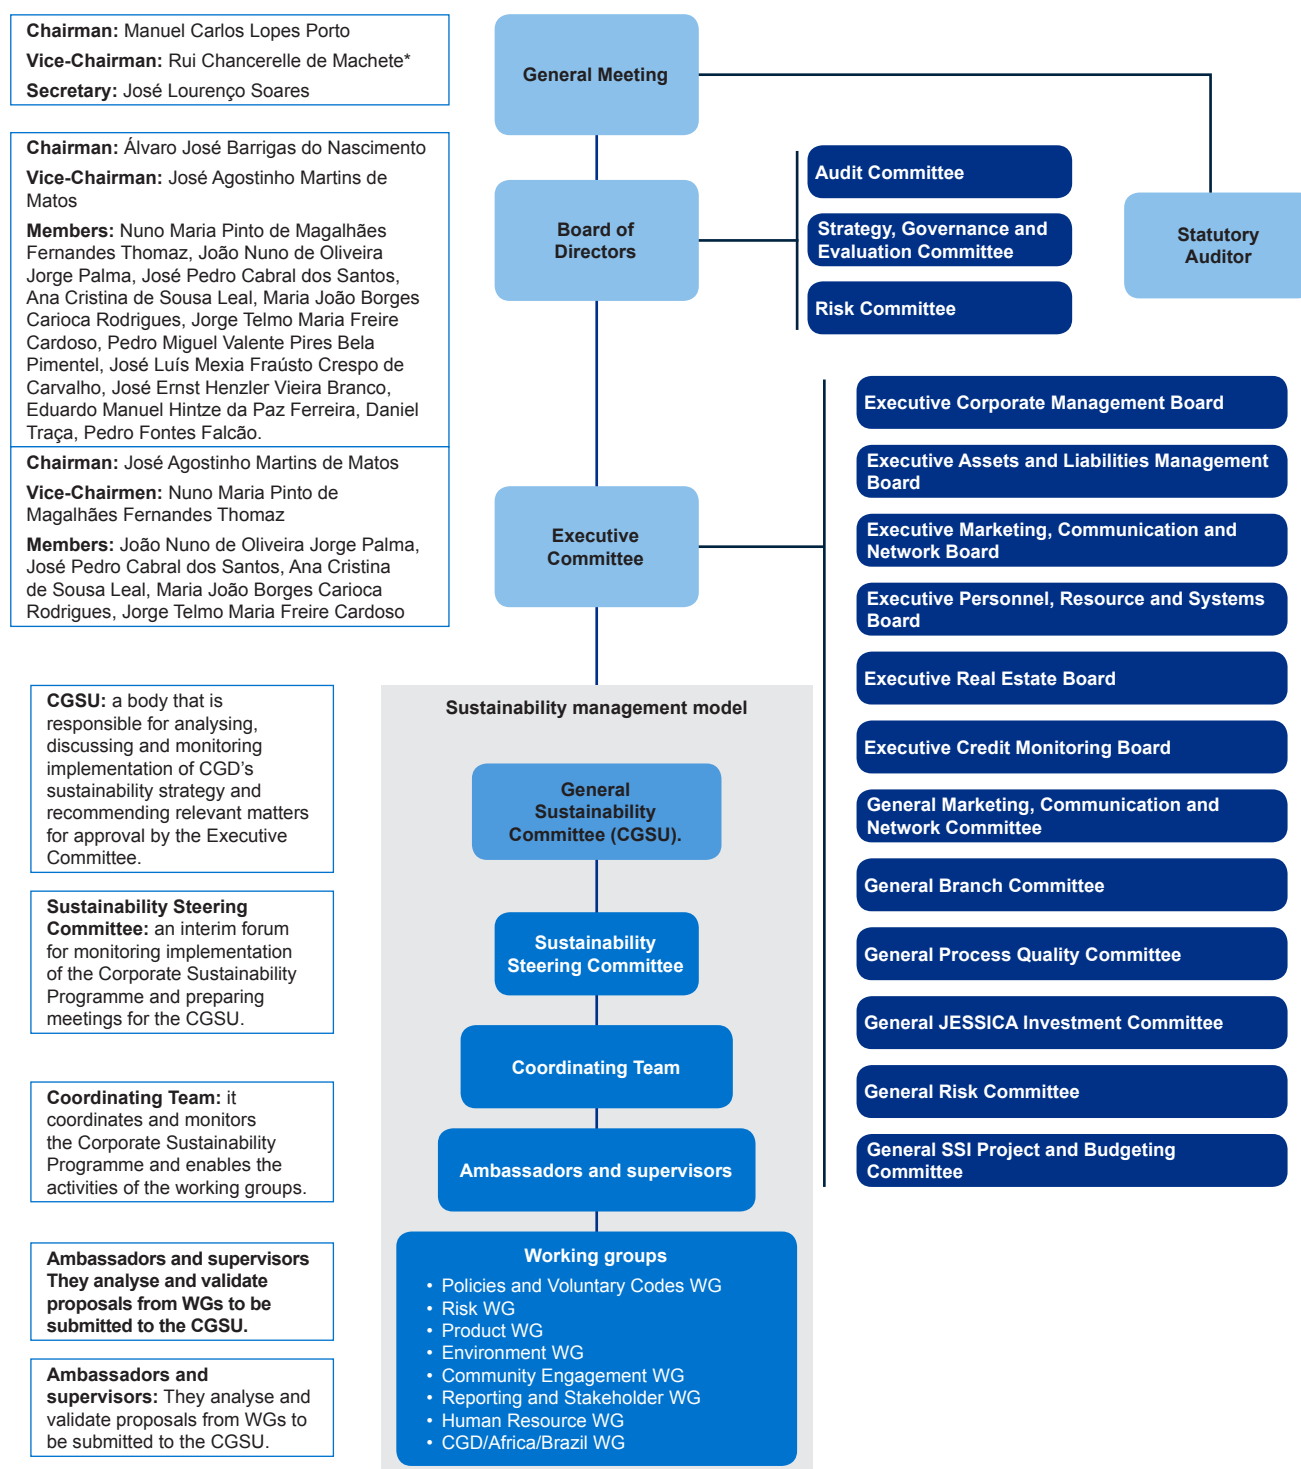 Chairman: Manuel Carlos Lopes Porto
Vice-Chairman: Rui Chancerelle de Machete*
Secretary: José Lourenço Soares
General Meeting
Chairman: Álvaro José Barrigas do Nascimento
Vice-Chairman: José Agostinho Martins de
Matos
Members: Nuno Maria Pinto de Magalhães
Fernandes Thomaz, João Nuno de Oliveira
Jorge Palma, José Pedro Cabral dos Santos,
Ana Cristina de Sousa Leal, Maria João Borges
Carioca Rodrigues, Jorge Telmo Maria Freire
Cardoso, Pedro Miguel Valente Pires Bela
Pimentel, José Luís Mexia Fraústo Crespo de
Carvalho, José Ernst Henzler Vieira Branco,
Eduardo Manuel Hintze da Paz Ferreira, Daniel
Traça, Pedro Fontes Falcão.
Board of
Directors
Audit Committee
Strategy, Governance and
Evaluation Committee
Risk Committee
Statutory
Auditor
Chairman: José Agostinho Martins de Matos
Vice-Chairmen: Nuno Maria Pinto de
Magalhães Fernandes Thomaz
Members: João Nuno de Oliveira Jorge Palma,
José Pedro Cabral dos Santos, Ana Cristina
de Sousa Leal, Maria João Borges Carioca
Rodrigues, Jorge Telmo Maria Freire Cardoso
Executive
Committee
Executive Corporate Management Board
Executive Assets and Liabilities Management
Board
Executive Marketing, Communication and
Network Board
Executive Personnel, Resource and Systems
Board
Executive Real Estate Board
Executive Credit Monitoring Board
General Marketing, Communication and
Network Committee
General Branch Committee
General Process Quality Committee
General JESSICA Investment Committee
General Risk Committee
General SSI Project and Budgeting
Committee
CGSU: a body that is
responsible for analysing,
discussing and monitoring
implementation of CGD's
sustainability strategy and
recommending relevant matters
for approval by the Executive
Committee.
Sustainability management model
General
Sustainability
Committee (CGSU).
Sustainability Steering
Committee: an interim forum
for monitoring implementation
of the Corporate Sustainability
Programme and preparing
meetings for the CGSU.
Sustainability
Steering Committee
Coordinating Team: it
coordinates and monitors
the Corporate Sustainability
Programme and enables the
activities of the working groups.
Coordinating Team
Ambassadors and supervisors
Ambassadors and supervisors
They analyse and validate
proposals from WGs to be
submitted to the CGSU.
Ambassadors and
supervisors: They analyse and
validate proposals from WGs to
be submitted to the CGSU.
Working groups
• Policies and Voluntary Codes WG
• Risk WG
• Product WG
• Environment WG
• Community Engagement WG
• Reporting and Stakeholder WG
• Human Resource WG
• CGD/Africa/Brazil WG